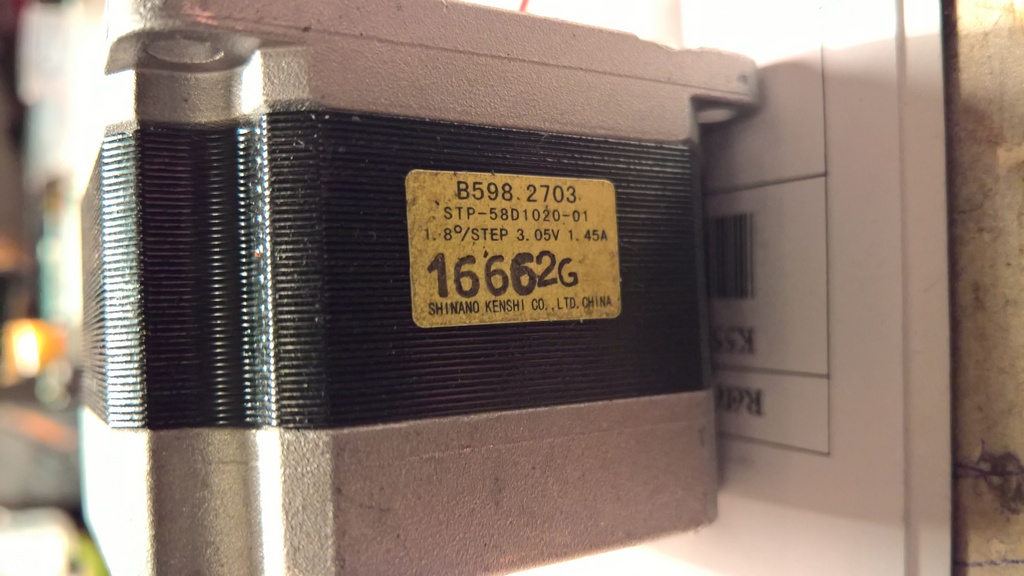 B598 2703
STP-58D1020-01
1.8°/STEP 3.05V 1.45A
16662G
SHINANO KENSHI CO.,LTD.CHINA